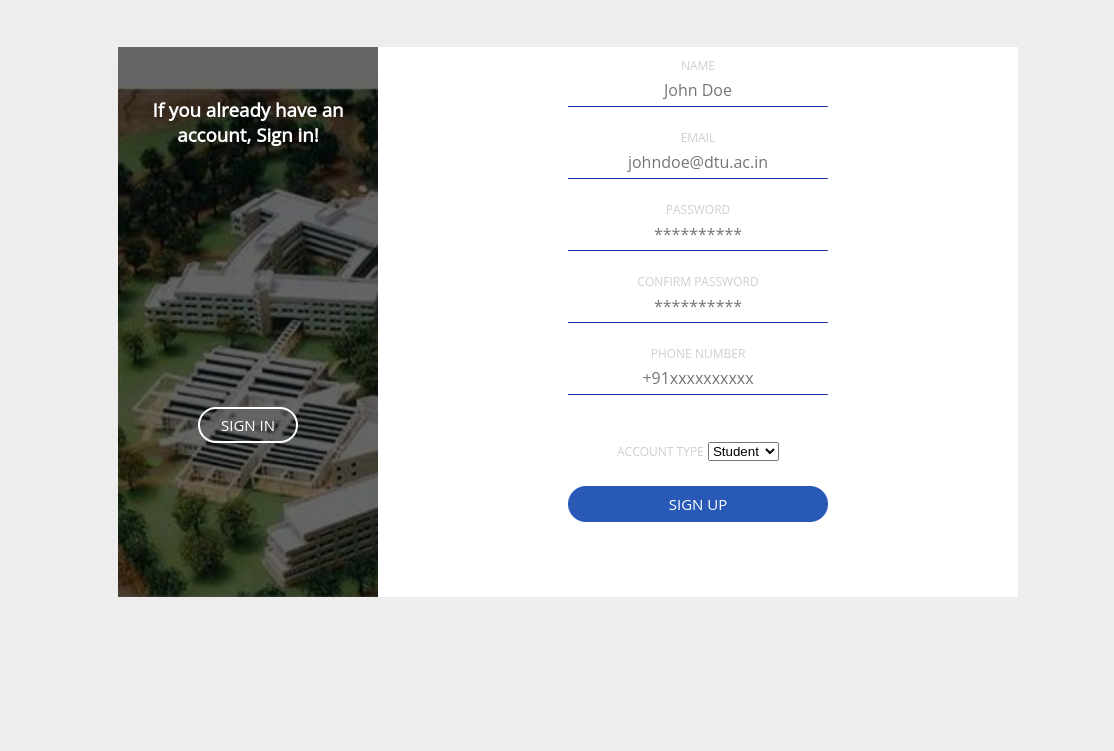 If you already have an
account, Sign in!
SIGN IN
NAME
John Doe
EMAIL
johndoe@dtu.ac.in
PASSWORD
**********
CONFIRM PASSWORD
**********
PHONE NUMBER
+91xxxxxxxxxx
ACCOUNT TYPE Student
SIGN UP